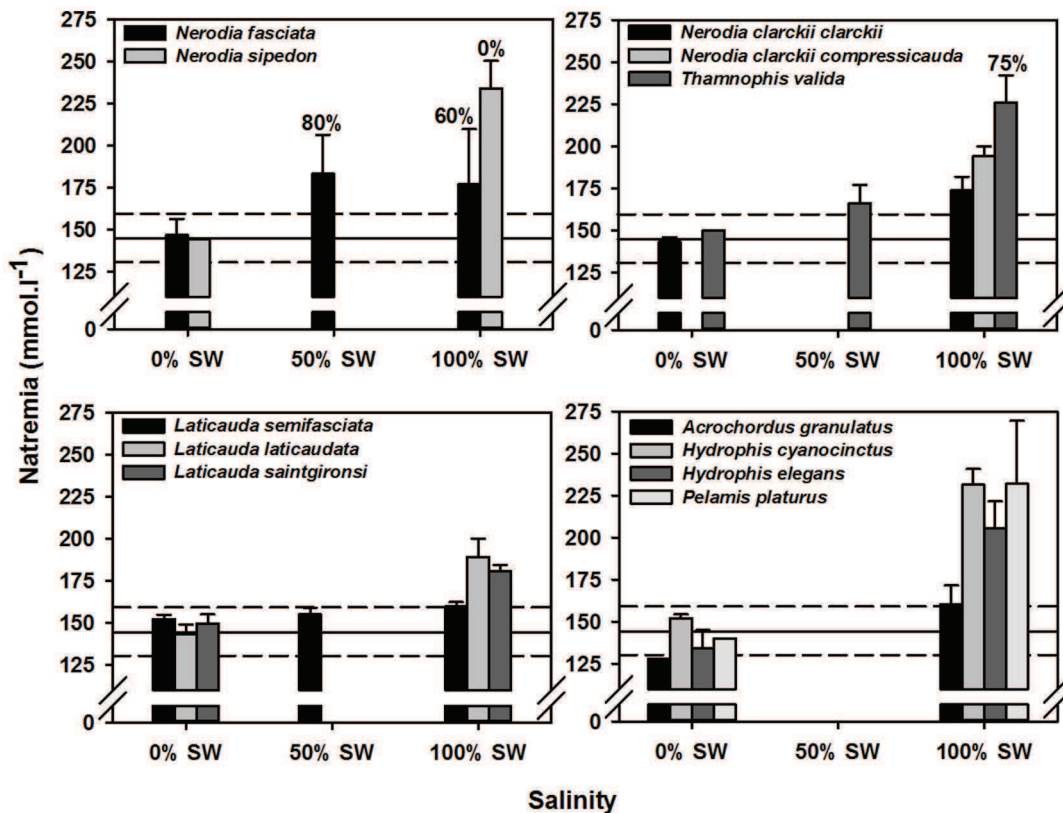 Natremia (mmol.l⁻¹)
275
250
225
200
175
150
125
0
Nerodia fasciata
Nerodia sipedon
80%
60%
0%
0% SW
50% SW
100% SW
275
250
225
200
175
150
125
0
Nerodia clarckii clarckii
Nerodia clarckii compressicauda
Thamnophis valida
75%
0% SW
50% SW
100% SW
275
250
225
200
175
150
125
0
Laticauda semifasciata
Laticauda laticaudata
Laticauda saintgironsi
0% SW
50% SW
100% SW
275
250
225
200
175
150
125
0
Acrochordus granulatus
Hydrophis cyanocinctus
Hydrophis elegans
Pelamis platurus
0% SW
50% SW
100% SW
Salinity